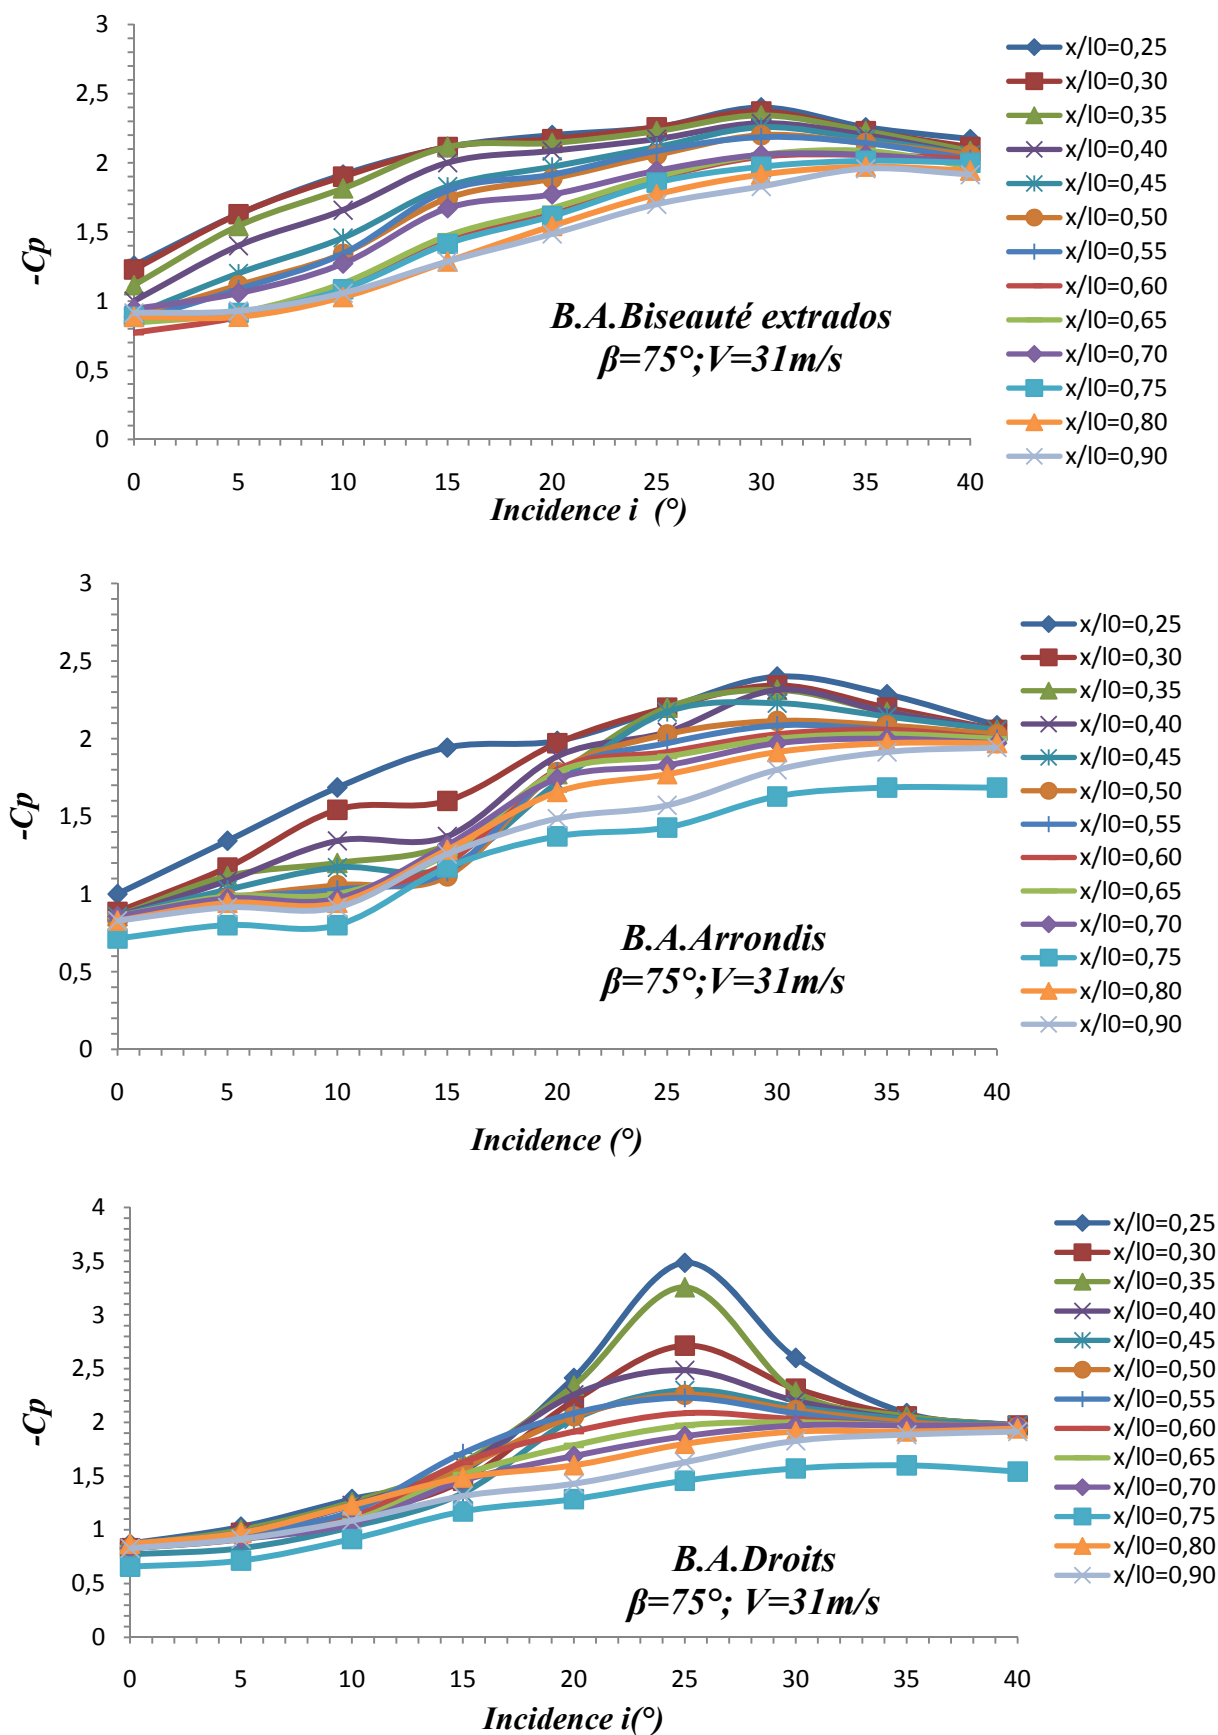 3
2,5
2
1,5
1
0,5
0
-Cp
0 5 10 15 20 25 30 35 40
Incidence i (°)
B.A.Biseauté extrados
β=75°;V=31m/s
x/l0=0,25
x/l0=0,30
x/l0=0,35
x/l0=0,40
x/l0=0,45
x/l0=0,50
x/l0=0,55
x/l0=0,60
x/l0=0,65
x/l0=0,70
x/l0=0,75
x/l0=0,80
x/l0=0,90
3
2,5
2
1,5
1
0,5
0
-Cp
0 5 10 15 20 25 30 35 40
Incidence (°)
B.A.Arrondis
β=75°;V=31m/s
x/l0=0,25
x/l0=0,30
x/l0=0,35
x/l0=0,40
x/l0=0,45
x/l0=0,50
x/l0=0,55
x/l0=0,60
x/l0=0,65
x/l0=0,70
x/l0=0,75
x/l0=0,80
x/l0=0,90
4
3,5
3
2,5
2
1,5
1
0,5
0
-Cp
0 5 10 15 20 25 30 35 40
Incidence i(°)
B.A.Droits
β=75°; V=31m/s
x/l0=0,25
x/l0=0,30
x/l0=0,35
x/l0=0,40
x/l0=0,45
x/l0=0,50
x/l0=0,55
x/l0=0,60
x/l0=0,65
x/l0=0,70
x/l0=0,75
x/l0=0,80
x/l0=0,90